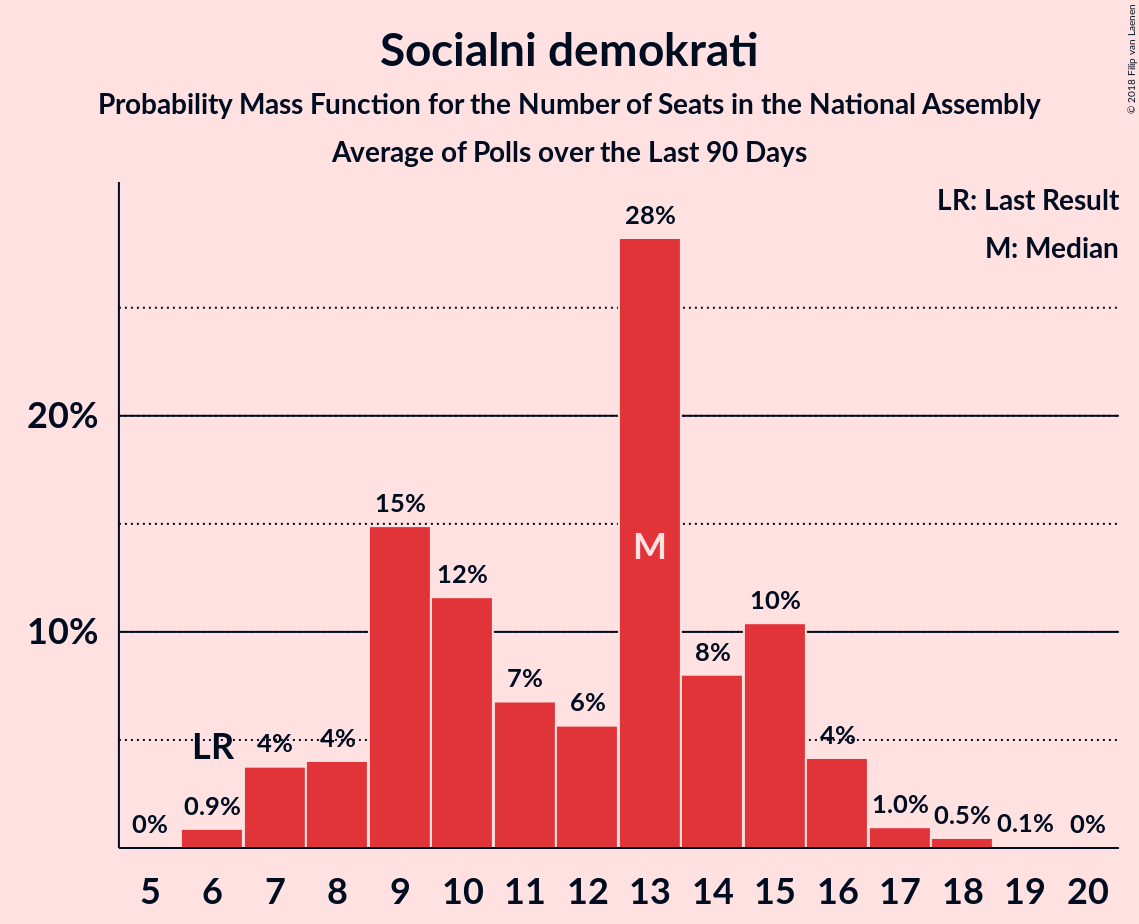 Socialni demokrati
Probability Mass Function for the Number of Seats in the National Assembly
Average of Polls over the Last 90 Days
© 2018 Filip van Laenen
LR: Last Result
M: Median
28%
20%
15%
M
12%
10%
10%
8%
7%
6%
LR
4%
4%
4%
0%
0.9%
1.0%
0.5%
0.1%
0%
5 6 7 8 9 10 11 12 13 14 15 16 17 18 19 20